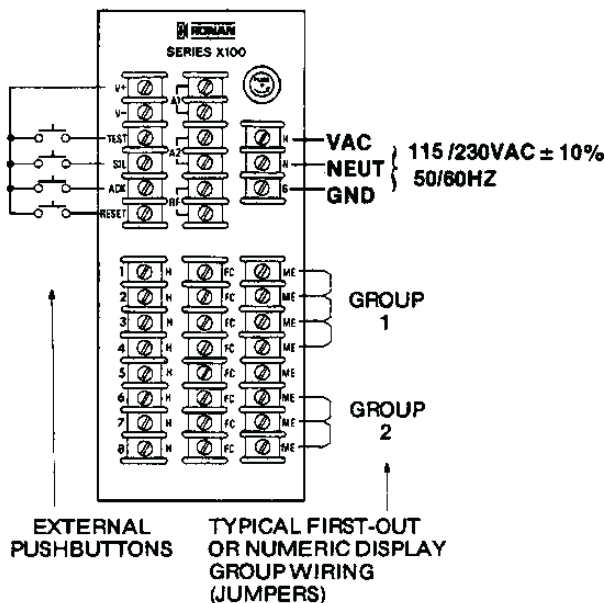 RONAN
SERIES X100
V+
V-
A1
TEST
A2
SIL
ACK
RF
RESET
H VAC
N NEUT
G GND
115/230VAC ± 10%
50/60HZ
1 H FC ME
2 H FC ME
3 H FC ME
4 H FC ME
5 H FC ME
6 H FC ME
7 H FC ME
8 H FC ME
GROUP
1
GROUP
2
EXTERNAL
PUSHBUTTONS
TYPICAL FIRST-OUT
OR NUMERIC DISPLAY
GROUP WIRING
(JUMPERS)